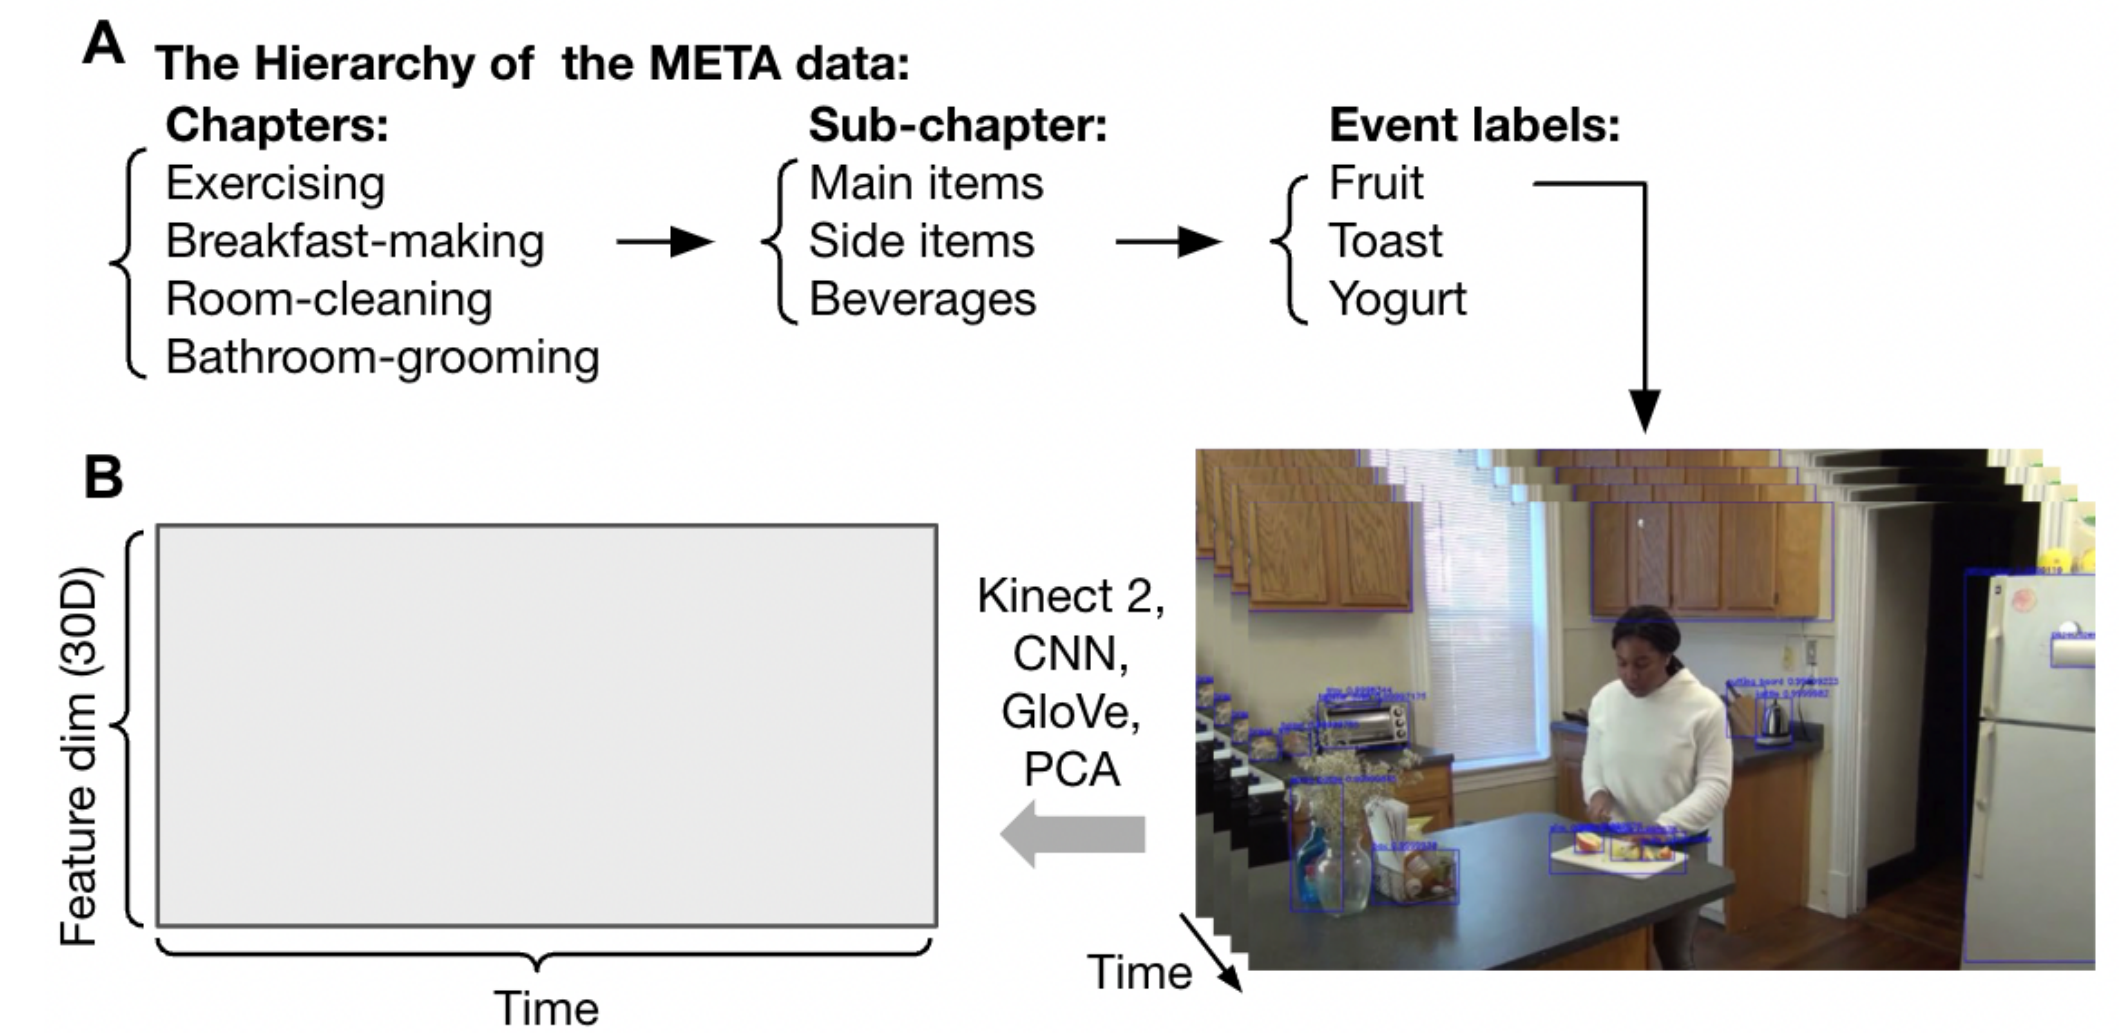 A
The Hierarchy of the META data:
Chapters:
Exercising
Breakfast-making
Room-cleaning
Bathroom-grooming
Sub-chapter:
Main items
Side items
Beverages
Event labels:
Fruit
Toast
Yogurt
B
Feature dim (30D)
Time
Kinect 2,
CNN,
GloVe,
PCA
Time